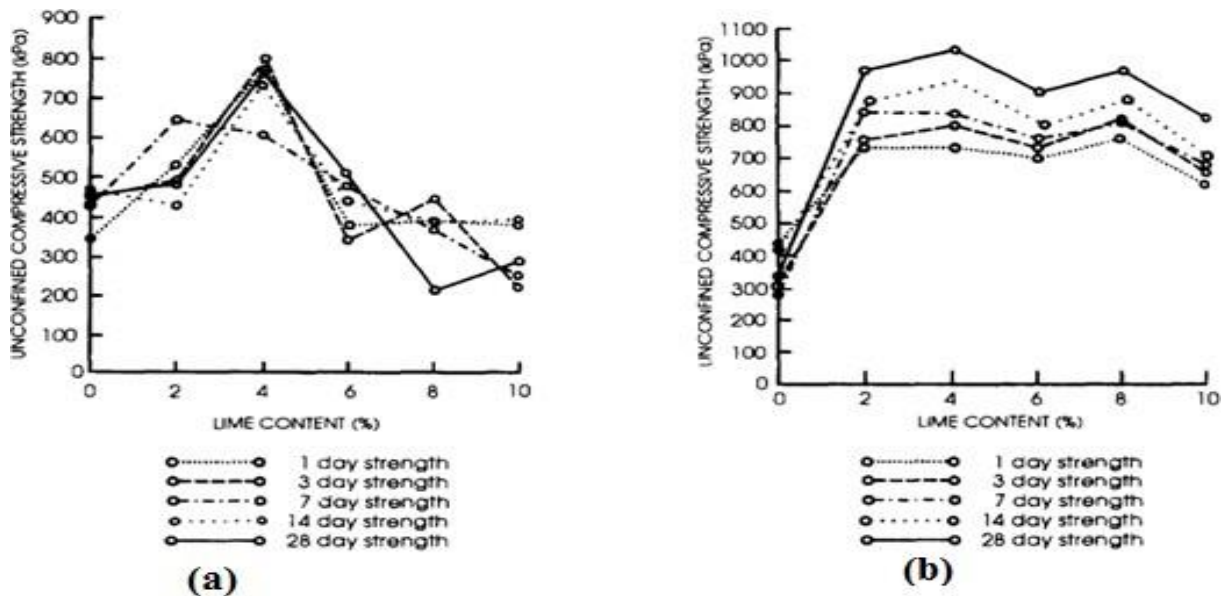 UNCONFINED COMPRESSIVE STRENGTH (kPa)
900
800
700
600
500
400
300
200
100
0
0 2 4 6 8 10
LIME CONTENT (%)
1 day strength
3 day strength
7 day strength
14 day strength
28 day strength
(a)
UNCONFINED COMPRESSIVE STRENGTH (kPa)
1100
1000
900
800
700
600
500
400
300
200
100
0
0 2 4 6 8 10
LIME CONTENT (%)
1 day strength
3 day strength
7 day strength
14 day strength
28 day strength
(b)